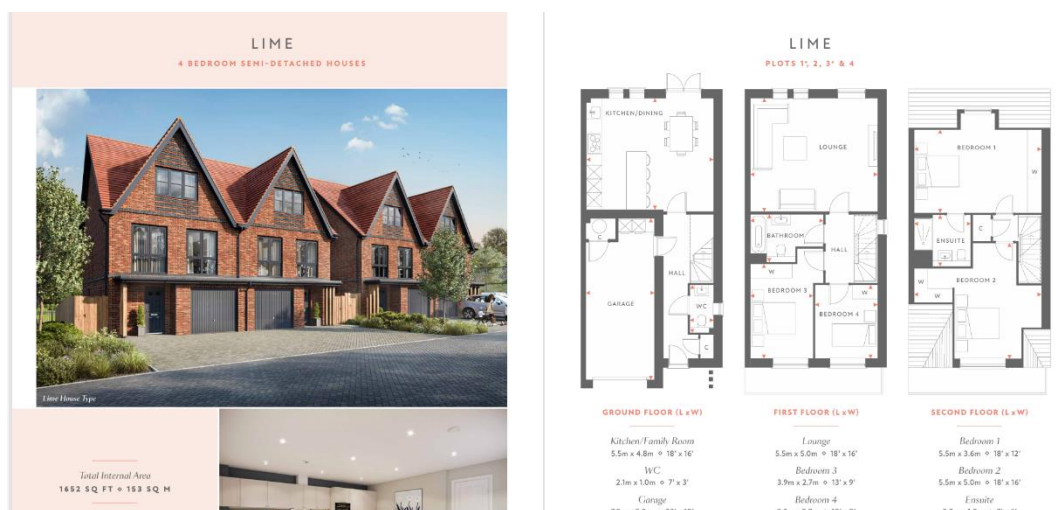 LIME
4 BEDROOM SEMI-DETACHED HOUSES
Lime House Type
Total Internal Area
1652 SQ FT ⋄ 153 SQ M
LIME
PLOTS 1*, 2, 3* & 4
KITCHEN/DINING
C
GARAGE
HALL
WC
C
LOUNGE
BATHROOM
HALL
W
BEDROOM 3
W
BEDROOM 4
BEDROOM 1
W
ENSUITE
C
W
W
BEDROOM 2
GROUND FLOOR (L x W)
Kitchen/Family Room
5.5m x 4.8m ⋄ 18' x 16'
WC
2.1m x 1.0m ⋄ 7' x 3'
Garage
FIRST FLOOR (L x W)
Lounge
5.5m x 5.0m ⋄ 18' x 16'
Bedroom 3
3.9m x 2.7m ⋄ 13' x 9'
Bedroom 4
SECOND FLOOR (L x W)
Bedroom 1
5.5m x 3.6m ⋄ 18' x 12'
Bedroom 2
5.5m x 5.0m ⋄ 18' x 16'
Ensuite